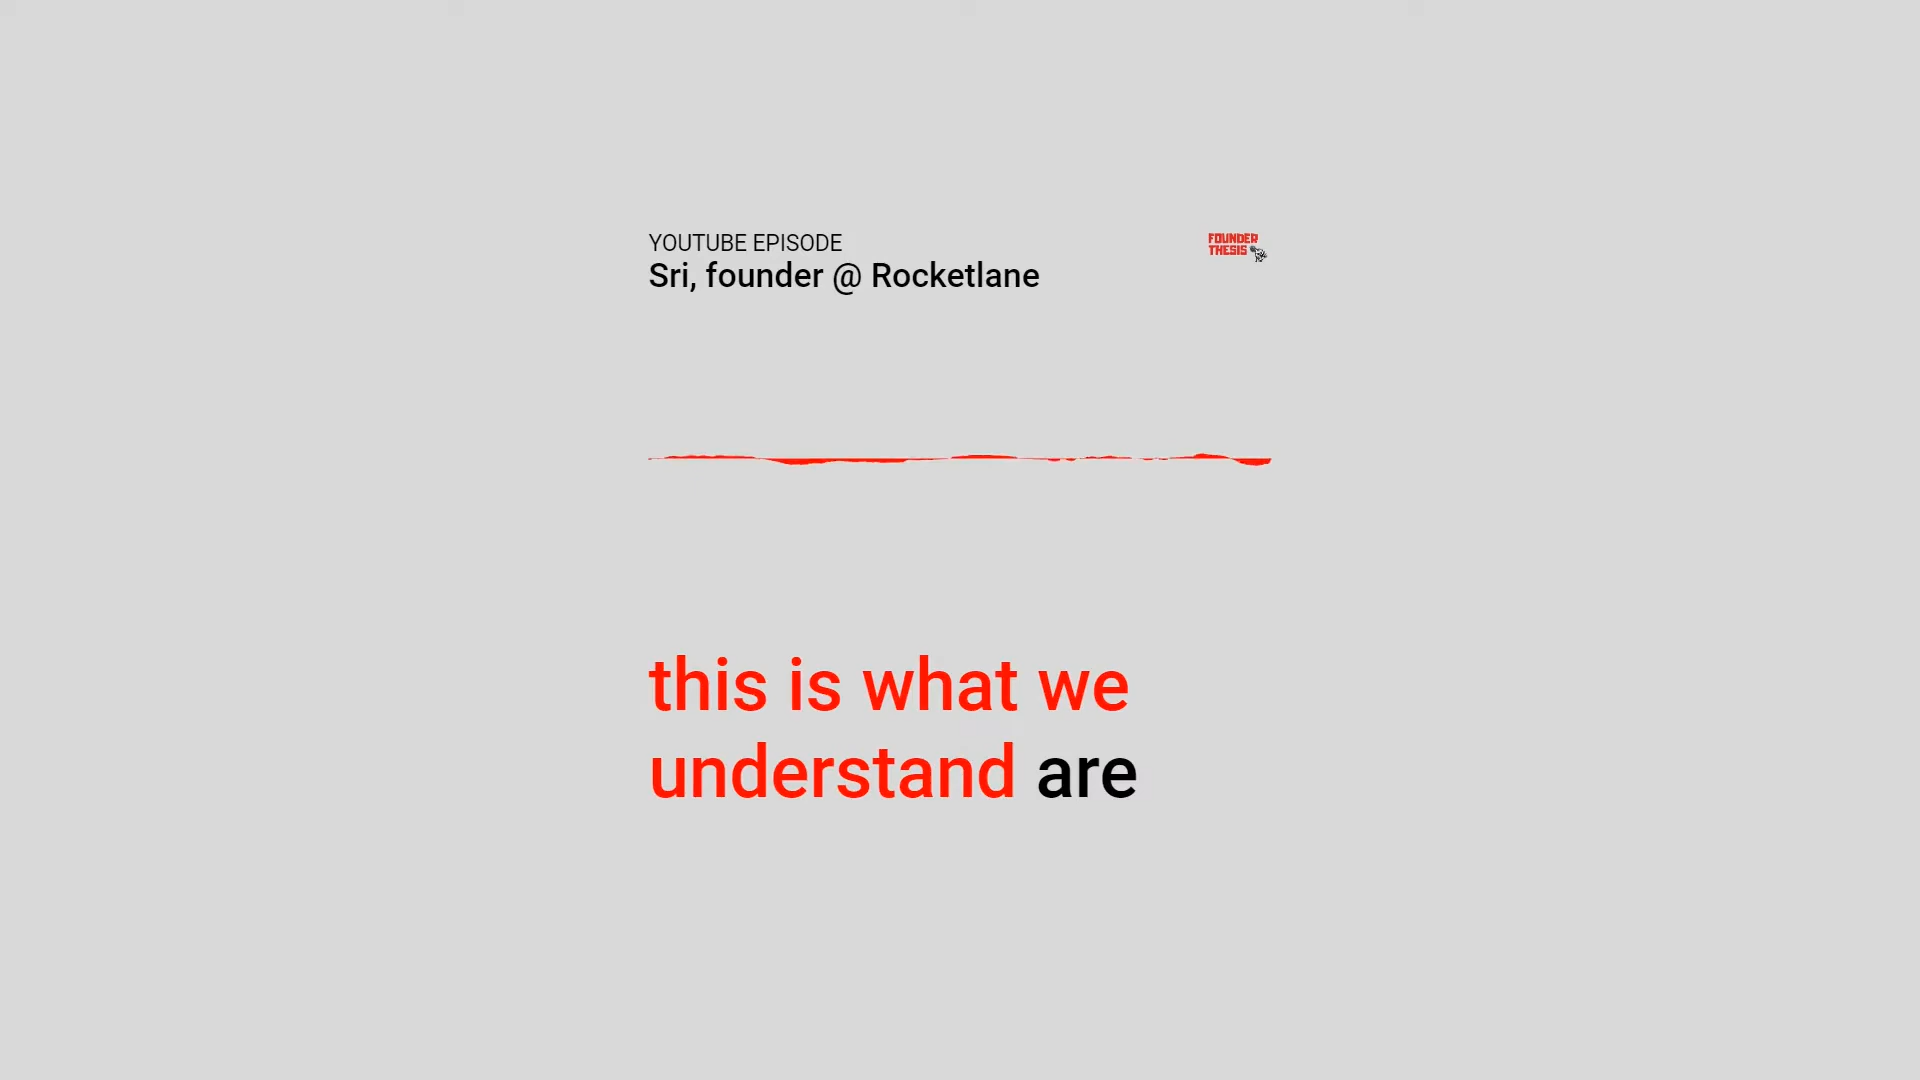 YOUTUBE EPISODE
Sri, founder @ Rocketlane
FOUNDER
THESIS
this is what we
understand are